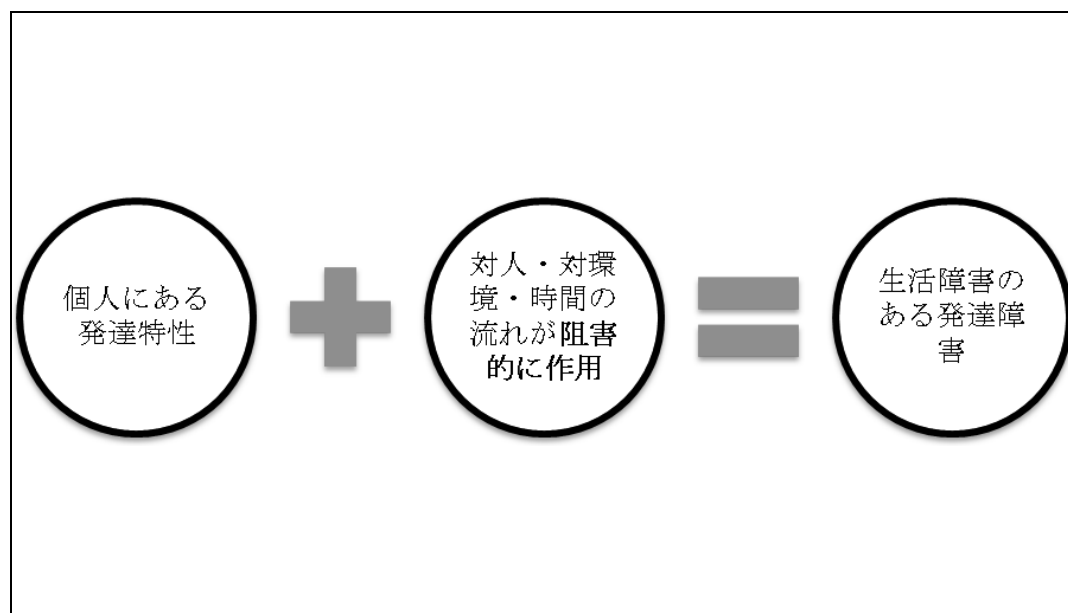 個人にある
発達特性
対人・対環
境・時間の
流れが阻害
的に作用
生活障害の
ある発達障
害